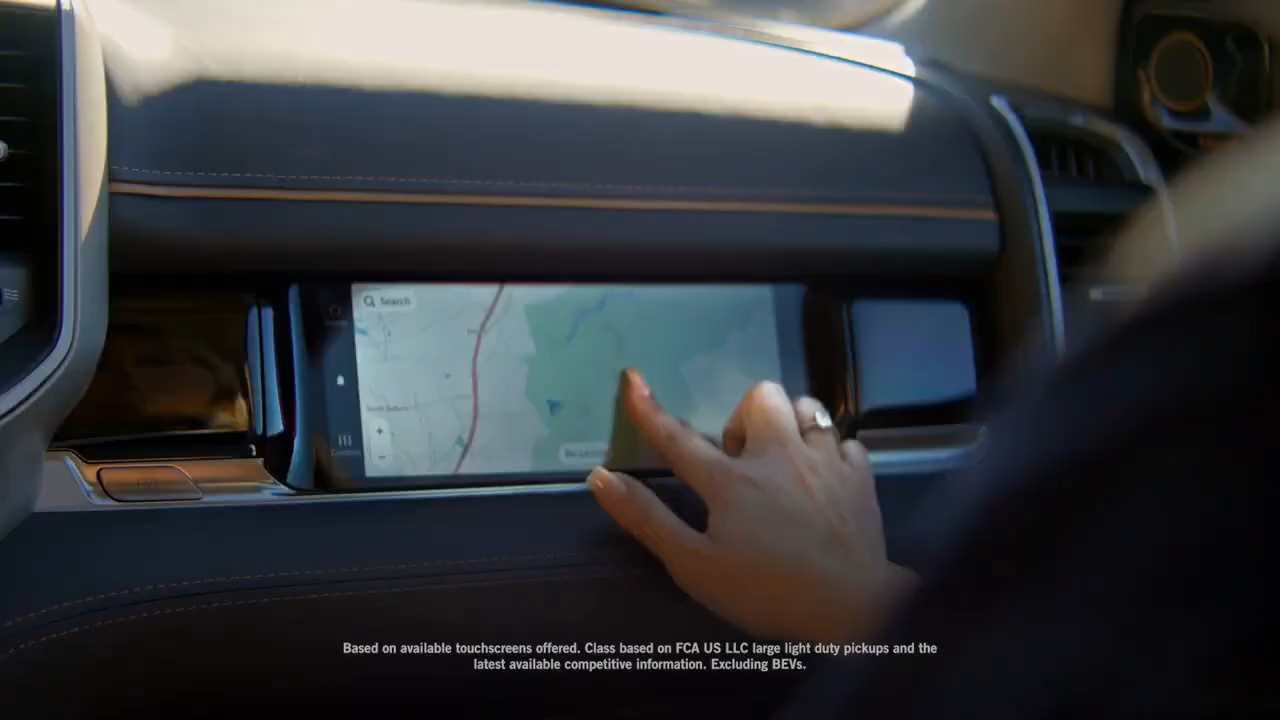 Search
Based on available touchscreens offered. Class based on FCA US LLC large light duty pickups and the
latest available competitive information. Excluding BEVs.